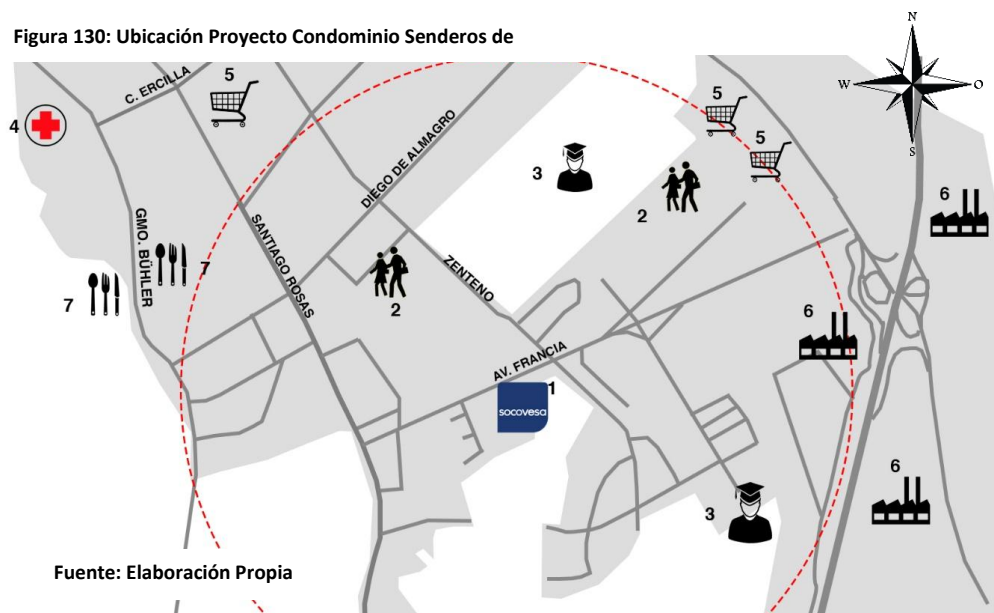 Figura 130: Ubicación Proyecto Condominio Senderos de
N
W
O
S
C. ERCILLA
5
4
DIEGO DE ALMAGRO
5
5
3
2
6
GMO. BÜHLER
SANTIAGO ROSAS
ZENTENO
7
7
2
6
AV. FRANCIA
1
socovesa
6
3
Fuente: Elaboración Propia